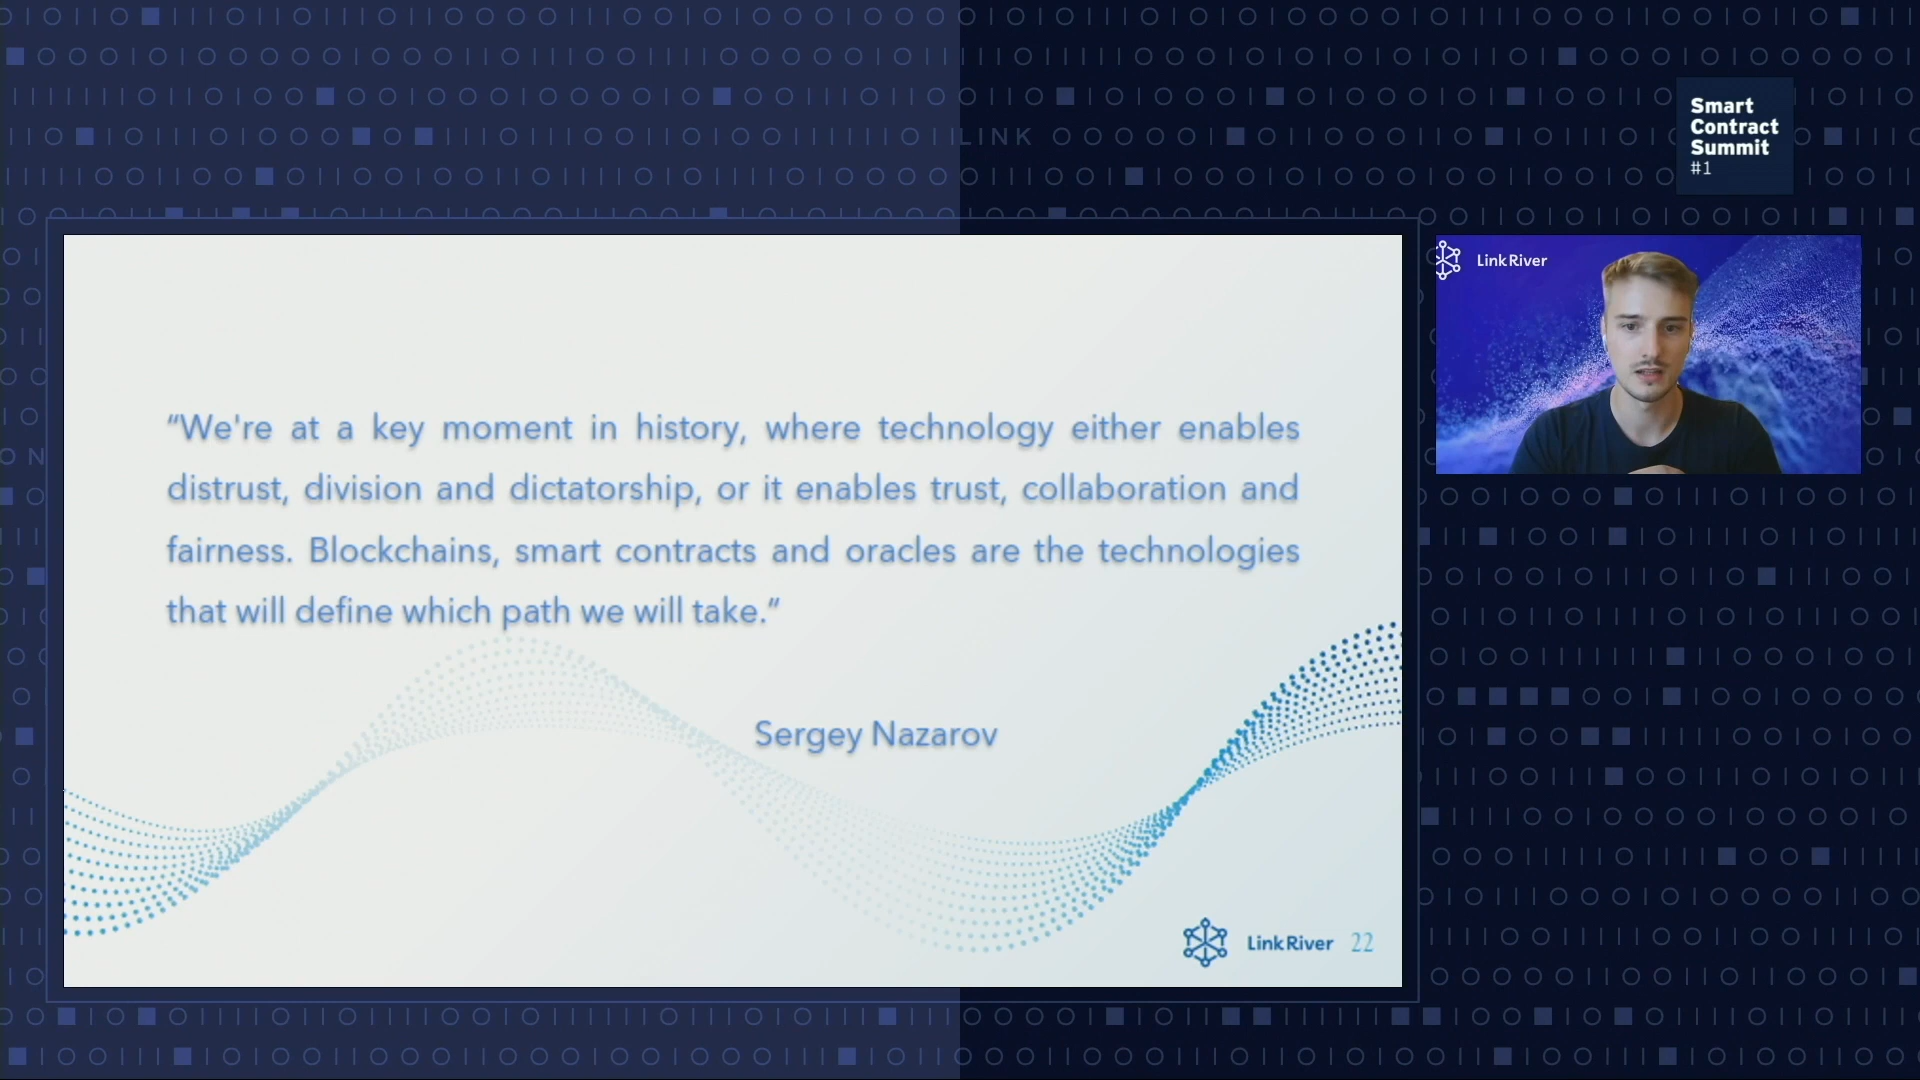 LINK
Smart
Contract
Summit
#1
LinkRiver
“We're at a key moment in history, where technology either enables
distrust, division and dictatorship, or it enables trust, collaboration and
fairness. Blockchains, smart contracts and oracles are the technologies
that will define which path we will take.”
Sergey Nazarov
LinkRiver 22